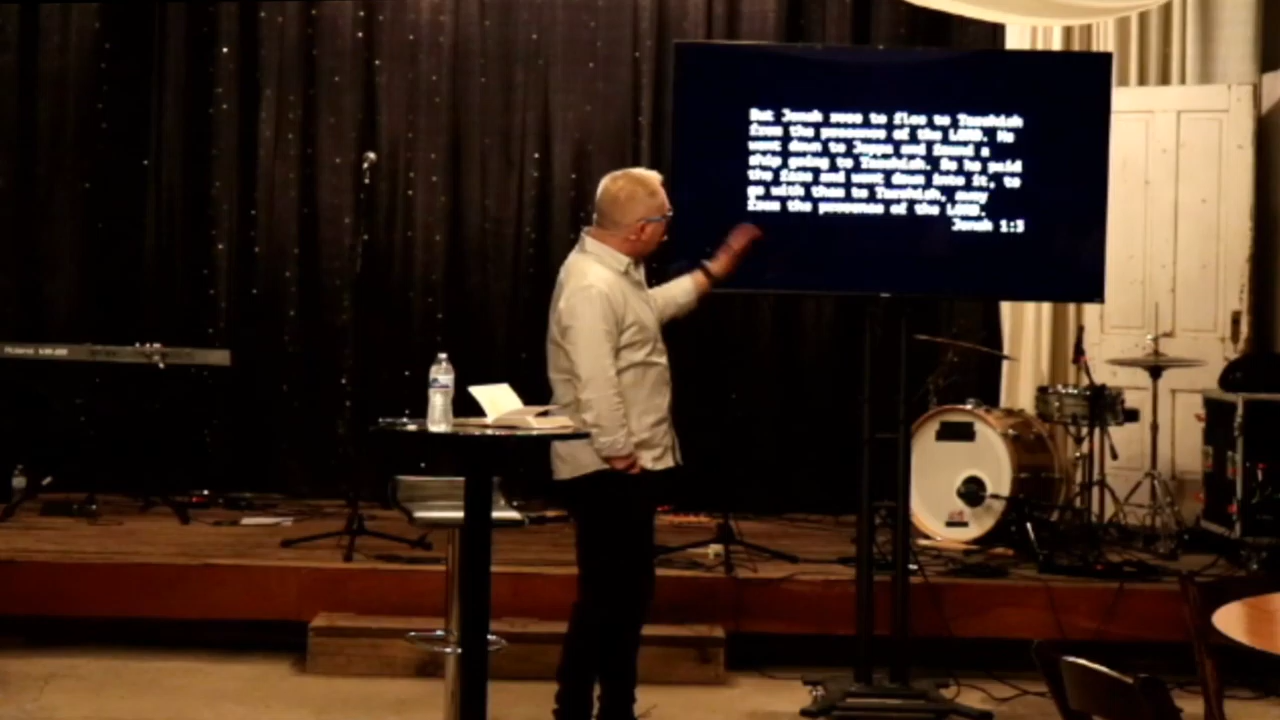 But Jonah rose to flee to Tarshish
from the presence of the LORD. He
went down to Joppa and found a
ship going to Tarshish. So he paid
the fare and went down into it, to
go with them to Tarshish, away
from the presence of the LORD.
Jonah 1:3
Roland